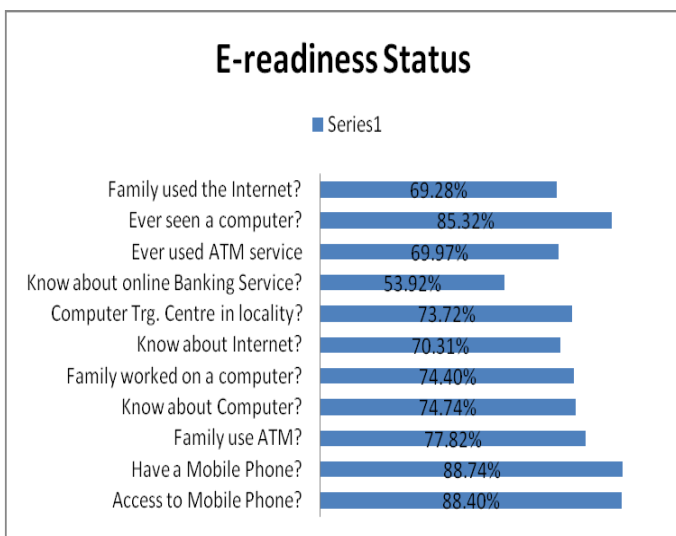 E-readiness Status
Series1
Family used the Internet? 69.28%
Ever seen a computer? 85.32%
Ever used ATM service 69.97%
Know about online Banking Service? 53.92%
Computer Trg. Centre in locality? 73.72%
Know about Internet? 70.31%
Family worked on a computer? 74.40%
Know about Computer? 74.74%
Family use ATM? 77.82%
Have a Mobile Phone? 88.74%
Access to Mobile Phone? 88.40%